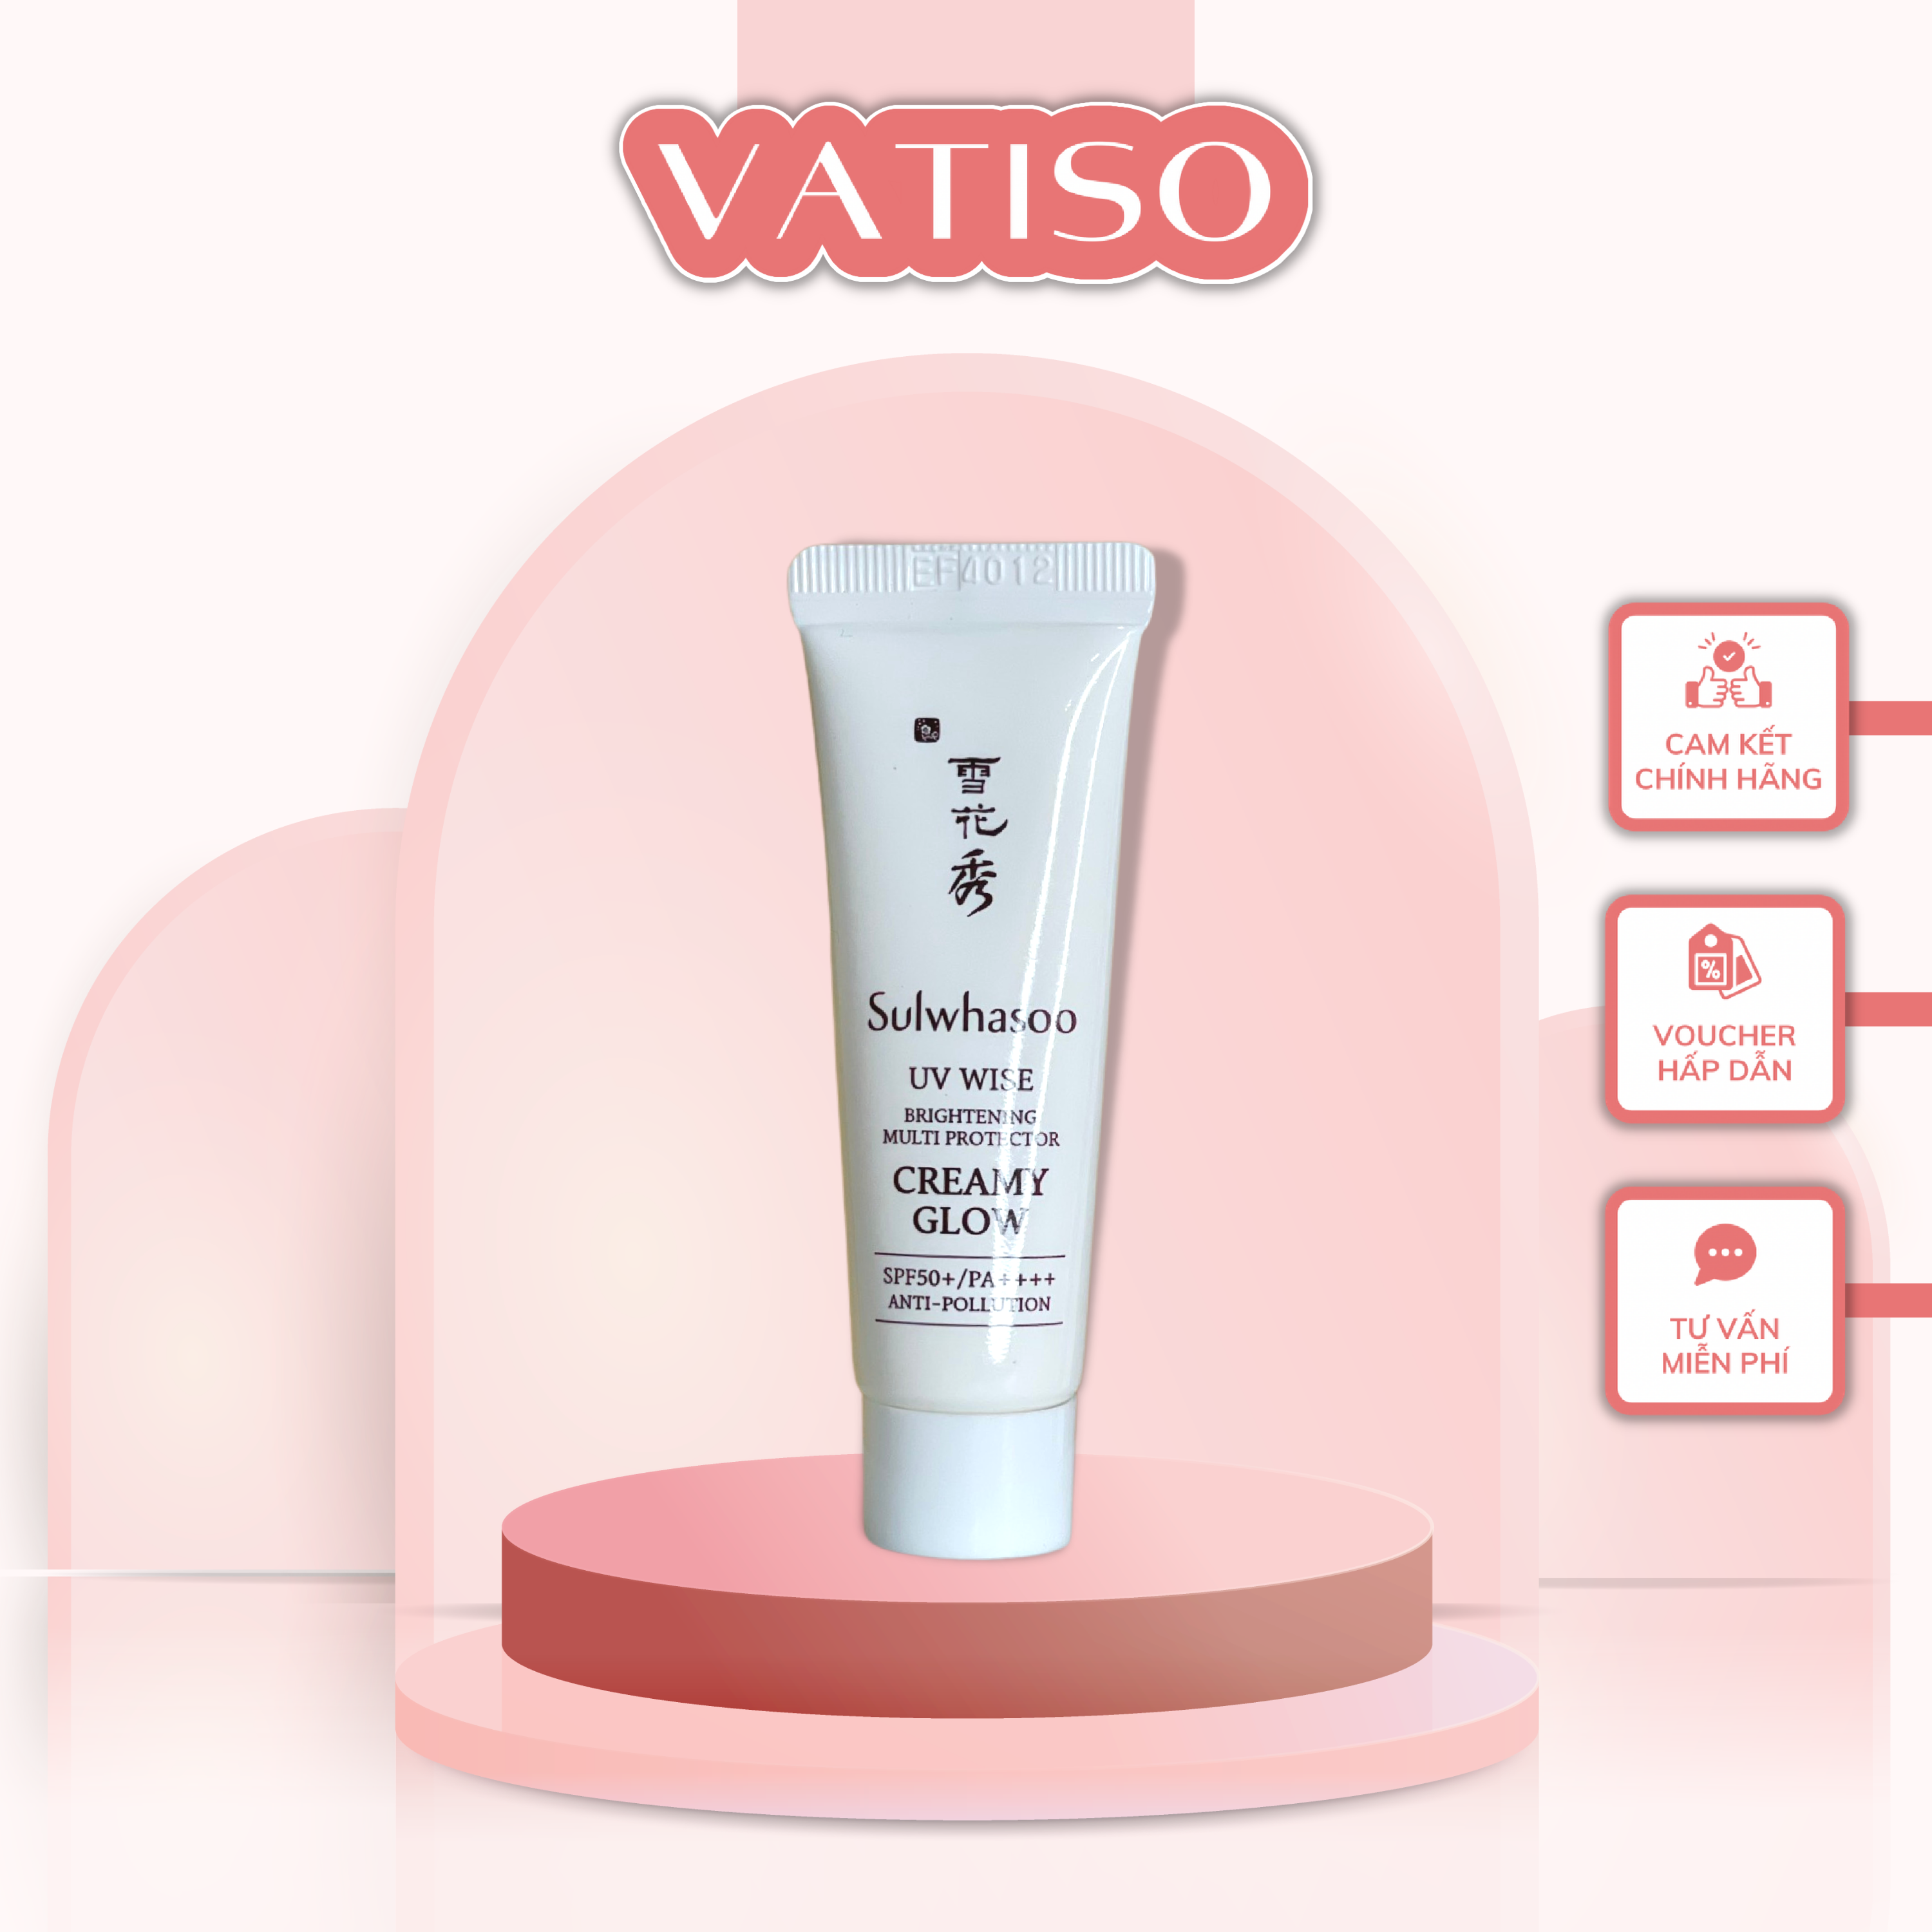 VATISO
EF4012
雪
花
秀
Sulwhasoo
UV WISE
BRIGHTENING
MULTI PROTECTOR
CREAMY
GLOW
SPF50+/PA++++
ANTI-POLLUTION
CAM KẾT
CHÍNH HÃNG
%
VOUCHER
HẤP DẪN
TƯ VẤN
MIỄN PHÍ